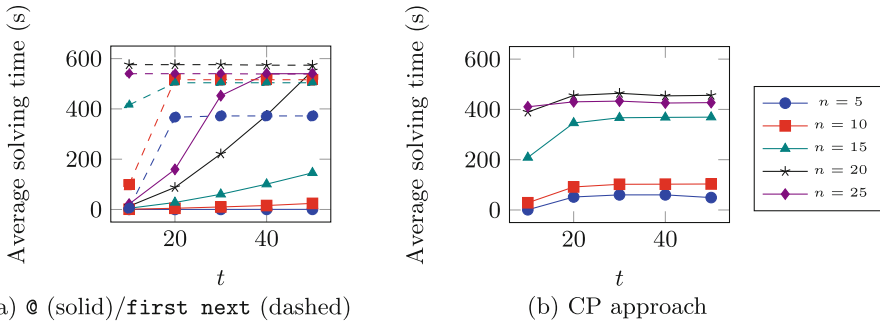 Average solving time (s)
600
400
200
0
20
40
t
a) @ (solid)/first next (dashed)
Average solving time (s)
600
400
200
0
20
40
t
(b) CP approach
n = 5
n = 10
n = 15
n = 20
n = 25